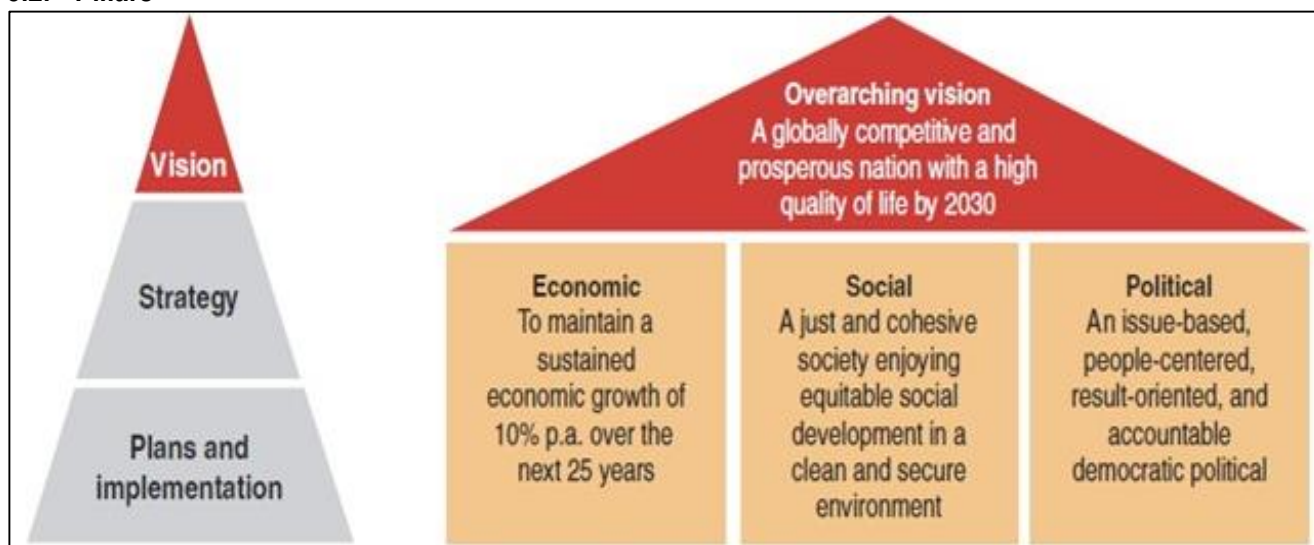 Vision
Strategy
Plans and
implementation
Overarching vision
A globally competitive and
prosperous nation with a high
quality of life by 2030
Economic
To maintain a
sustained
economic growth of
10% p.a. over the
next 25 years
Social
A just and cohesive
society enjoying
equitable social
development in a
clean and secure
environment
Political
An issue-based,
people-centered,
result-oriented, and
accountable
democratic political